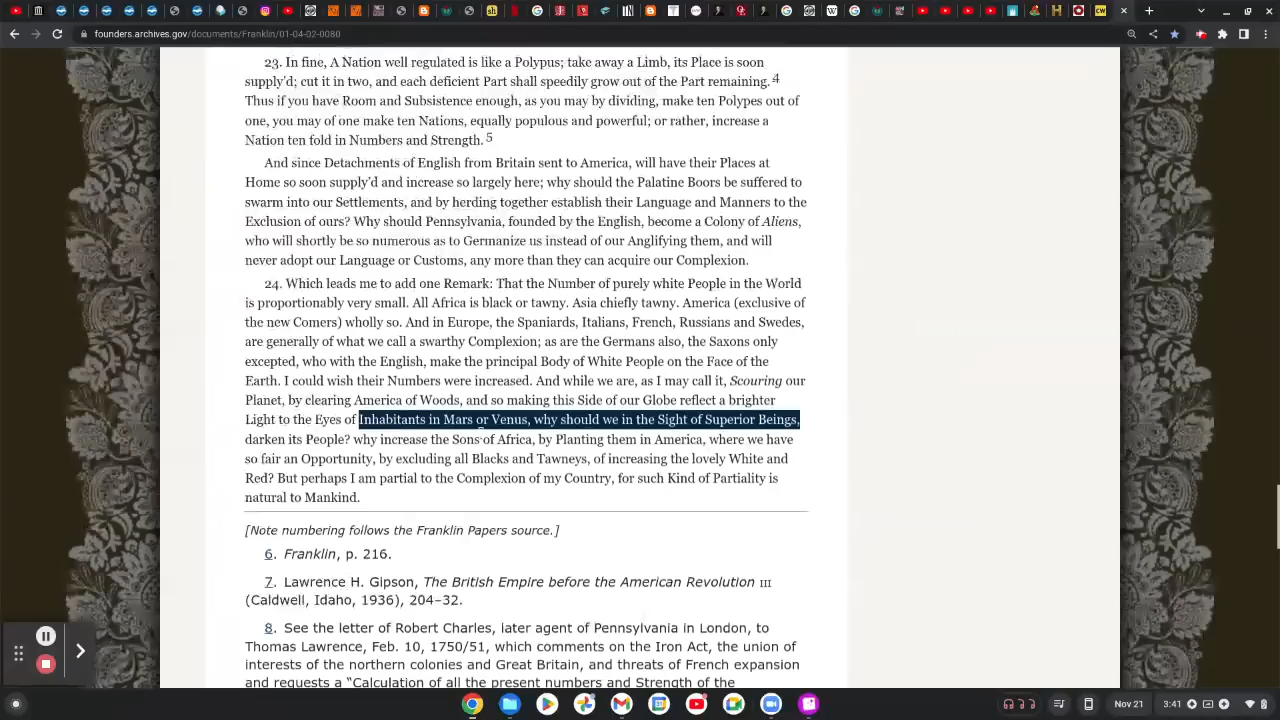 founders.archives.gov/documents/Franklin/01-04-02-0080
23. In fine, A Nation well regulated is like a Polypus; take away a Limb, its Place is soon
supply'd; cut it in two, and each deficient Part shall speedily grow out of the Part remaining. 4
Thus if you have Room and Subsistence enough, as you may by dividing, make ten Polypes out of
one, you may of one make ten Nations, equally populous and powerful; or rather, increase a
Nation ten fold in Numbers and Strength. 5
And since Detachments of English from Britain sent to America, will have their Places at
Home so soon supply'd and increase so largely here; why should the Palatine Boors be suffered to
swarm into our Settlements, and by herding together establish their Language and Manners to the
Exclusion of ours? Why should Pennsylvania, founded by the English, become a Colony of Aliens,
who will shortly be so numerous as to Germanize us instead of our Anglifying them, and will
never adopt our Language or Customs, any more than they can acquire our Complexion.
24. Which leads me to add one Remark: That the Number of purely white People in the World
is proportionably very small. All Africa is black or tawny. Asia chiefly tawny. America (exclusive of
the new Comers) wholly so. And in Europe, the Spaniards, Italians, French, Russians and Swedes,
are generally of what we call a swarthy Complexion; as are the Germans also, the Saxons only
excepted, who with the English, make the principal Body of White People on the Face of the
Earth. I could wish their Numbers were increased. And while we are, as I may call it, Scouring our
Planet, by clearing America of Woods, and so making this Side of our Globe reflect a brighter
Light to the Eyes of Inhabitants in Mars or Venus, why should we in the Sight of Superior Beings,
darken its People? why increase the Sons of Africa, by Planting them in America, where we have
so fair an Opportunity, by excluding all Blacks and Tawneys, of increasing the lovely White and
Red? But perhaps I am partial to the Complexion of my Country, for such Kind of Partiality is
natural to Mankind.
[Note numbering follows the Franklin Papers source.]
6. Franklin, p. 216.
7. Lawrence H. Gipson, The British Empire before the American Revolution III
(Caldwell, Idaho, 1936), 204–32.
8. See the letter of Robert Charles, later agent of Pennsylvania in London, to
Thomas Lawrence, Feb. 10, 1750/51, which comments on the Iron Act, the union of
interests of the northern colonies and Great Britain, and threats of French expansion
and requests a "Calculation of all the present numbers and Strength of the
Nov 21
3:41